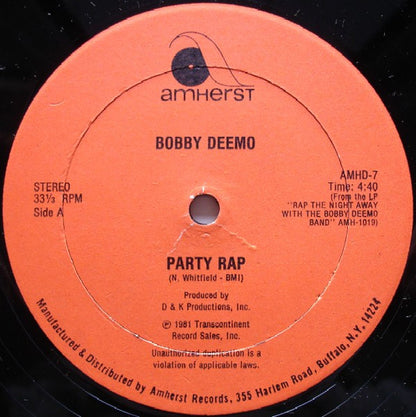 amHERST
BOBBY DEEMO
STEREO
33⅓ RPM
Side A
AMHD-7
Time: 4:40
(From the LP
"RAP THE NIGHT AWAY
WITH THE BOBBY DEEMO
BAND" AMH-1019)
PARTY RAP
(N. Whitfield - BMI)
Produced by
D & K Productions, Inc.
℗ 1981 Transcontinent
Record Sales, Inc.
Unauthorized duplication is a
violation of applicable laws.
Manufactured & Distributed by Amherst Records, 355 Harlem Road, Buffalo, N.Y. 14224